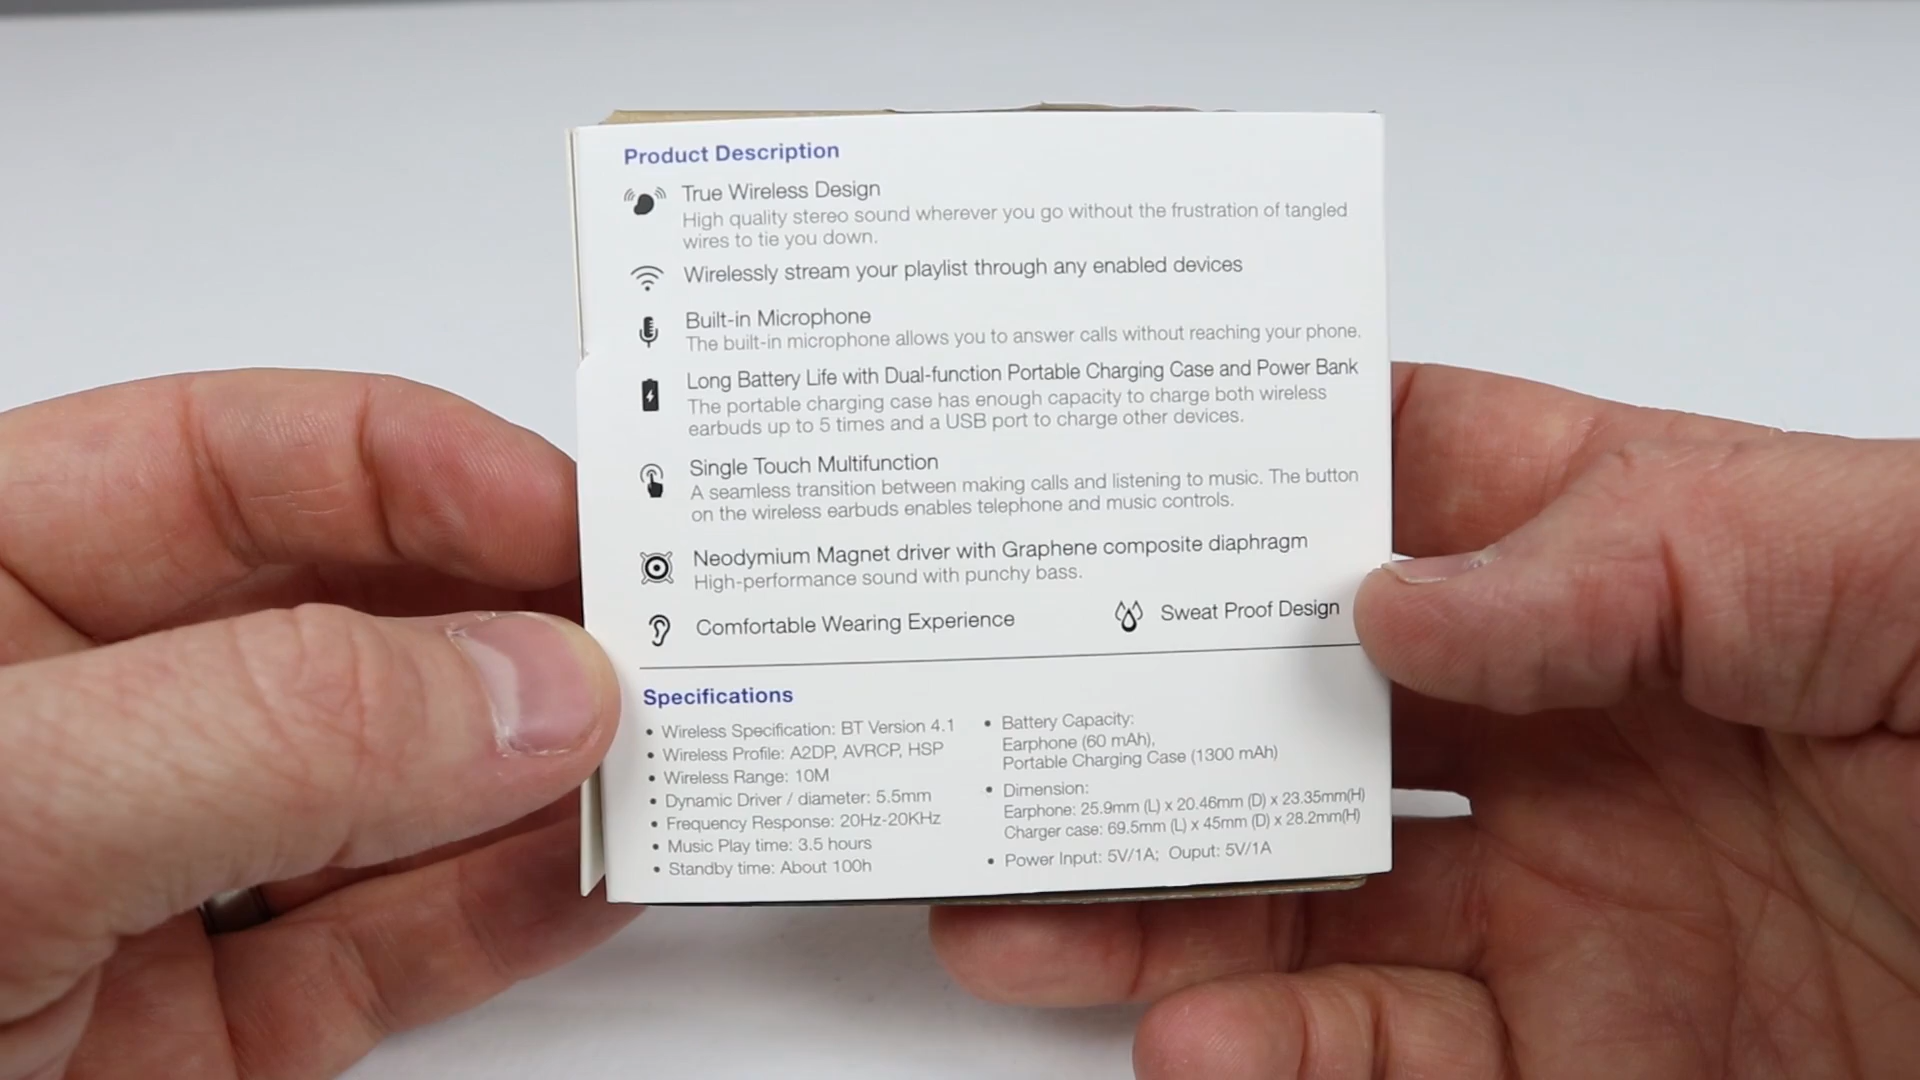 Product Description
True Wireless Design
High quality stereo sound wherever you go without the frustration of tangled
wires to tie you down.
Wirelessly stream your playlist through any enabled devices
Built-in Microphone
The built-in microphone allows you to answer calls without reaching your phone.
Long Battery Life with Dual-function Portable Charging Case and Power Bank
The portable charging case has enough capacity to charge both wireless
earbuds up to 5 times and a USB port to charge other devices.
Single Touch Multifunction
A seamless transition between making calls and listening to music. The button
on the wireless earbuds enables telephone and music controls.
Neodymium Magnet driver with Graphene composite diaphragm
High-performance sound with punchy bass.
Comfortable Wearing Experience
Sweat Proof Design
Specifications
• Wireless Specification: BT Version 4.1
• Wireless Profile: A2DP, AVRCP, HSP
• Wireless Range: 10M
• Dynamic Driver / diameter: 5.5mm
• Frequency Response: 20Hz-20KHz
• Music Play time: 3.5 hours
• Standby time: About 100h
• Battery Capacity:
Earphone (60 mAh),
Portable Charging Case (1300 mAh)
• Dimension:
Earphone: 25.9mm (L) x 20.46mm (D) x 23.35mm(H)
Charger case: 69.5mm (L) x 45mm (D) x 28.2mm(H)
• Power Input: 5V/1A; Ouput: 5V/1A